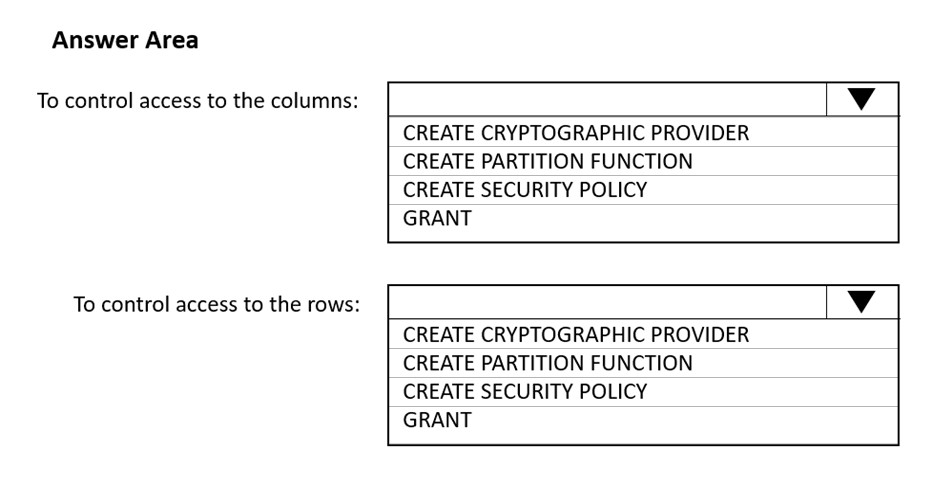 Answer Area
To control access to the columns:
CREATE CRYPTOGRAPHIC PROVIDER
CREATE PARTITION FUNCTION
CREATE SECURITY POLICY
GRANT
To control access to the rows:
CREATE CRYPTOGRAPHIC PROVIDER
CREATE PARTITION FUNCTION
CREATE SECURITY POLICY
GRANT